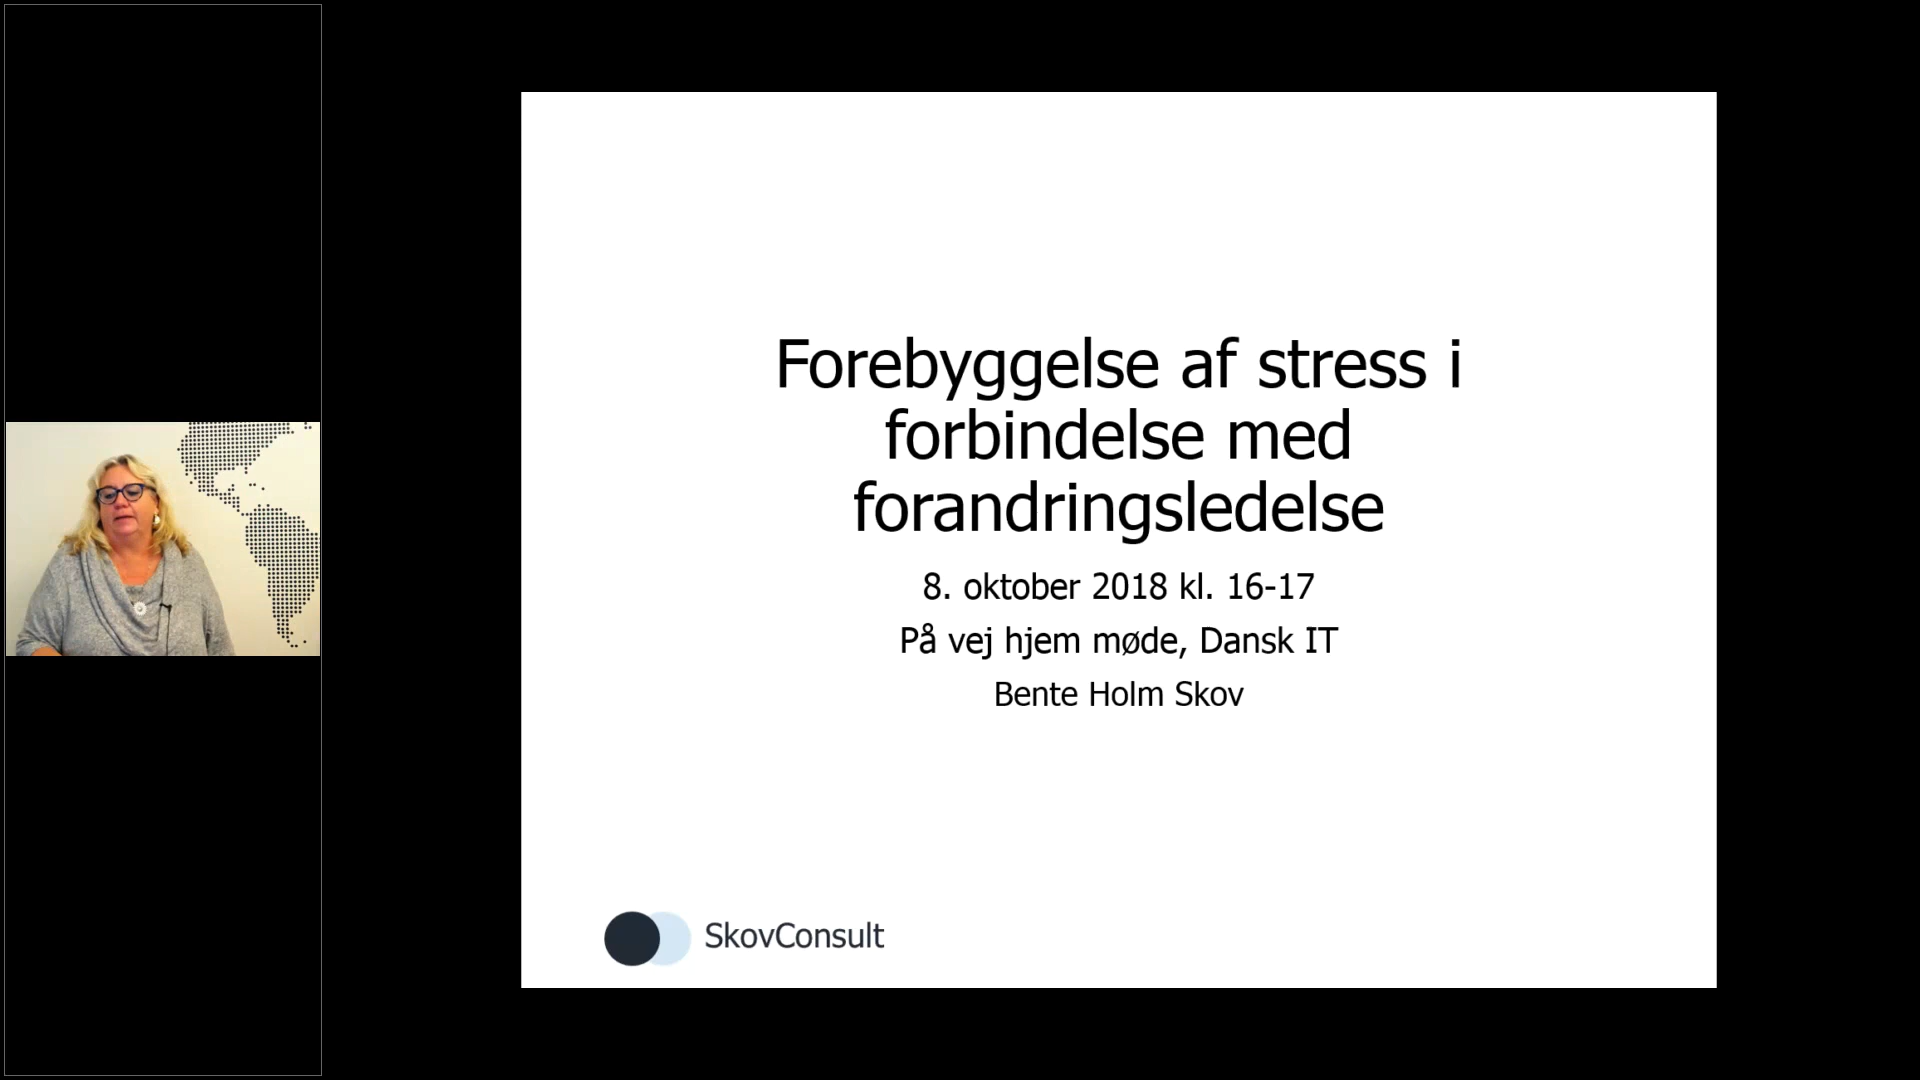 Forebyggelse af stress i
forbindelse med
forandringsledelse
8. oktober 2018 kl. 16-17
På vej hjem møde, Dansk IT
Bente Holm Skov
SkovConsult